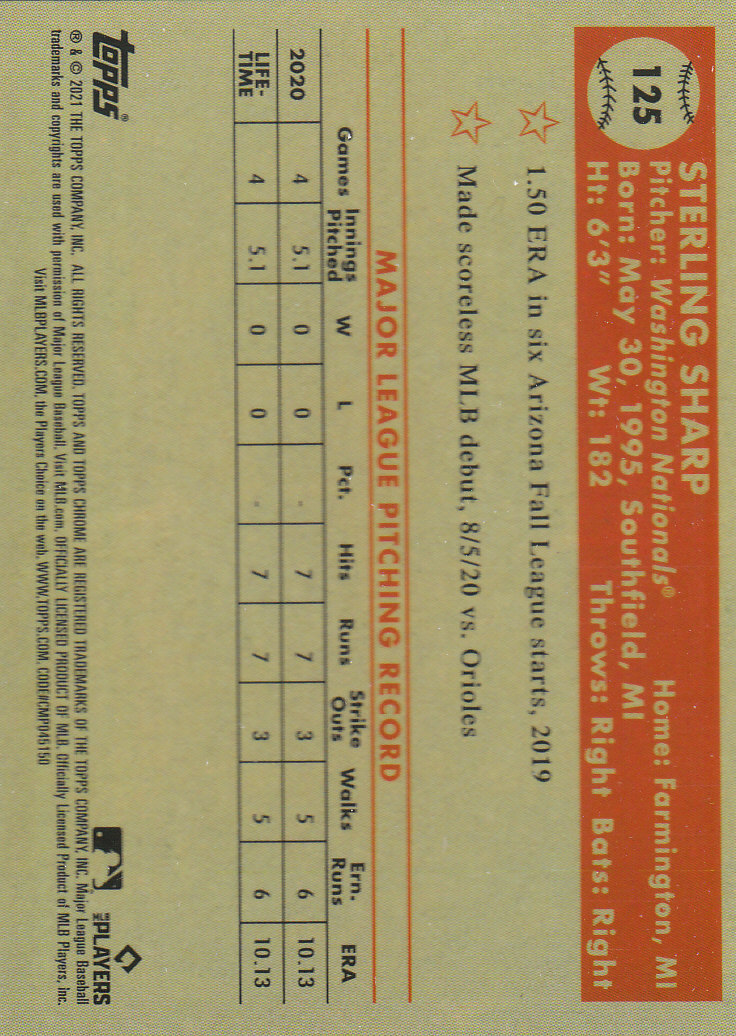 125
STERLING SHARP
Pitcher: Washington Nationals® Home: Farmington, MI
Born: May 30, 1995, Southfield, MI
Ht: 6'3" Wt: 182 Throws: Right Bats: Right
1.50 ERA in six Arizona Fall League starts, 2019
Made scoreless MLB debut, 8/5/20 vs. Orioles
MAJOR LEAGUE PITCHING RECORD
Games Innings Pitched W L Pct. Hits Runs Strike Outs Walks Ern. Runs ERA
2020 4 5.1 0 0 - 7 7 3 5 6 10.13
LIFE-TIME 4 5.1 0 0 - 7 7 3 5 6 10.13
topps®
MLB PLAYERS
® & © 2021 THE TOPPS COMPANY, INC. ALL RIGHTS RESERVED. TOPPS AND TOPPS CHROME ARE REGISTERED TRADEMARKS OF THE TOPPS COMPANY, INC. Major League Baseball
trademarks and copyrights are used with permission of Major League Baseball. Visit MLB.com. OFFICIALLY LICENSED PRODUCT OF MLB. Officially Licensed Product of MLB Players, Inc.
Visit MLBPLAYERS.COM, the Players Choice on the web. WWW.TOPPS.COM. CODE#CMP045150